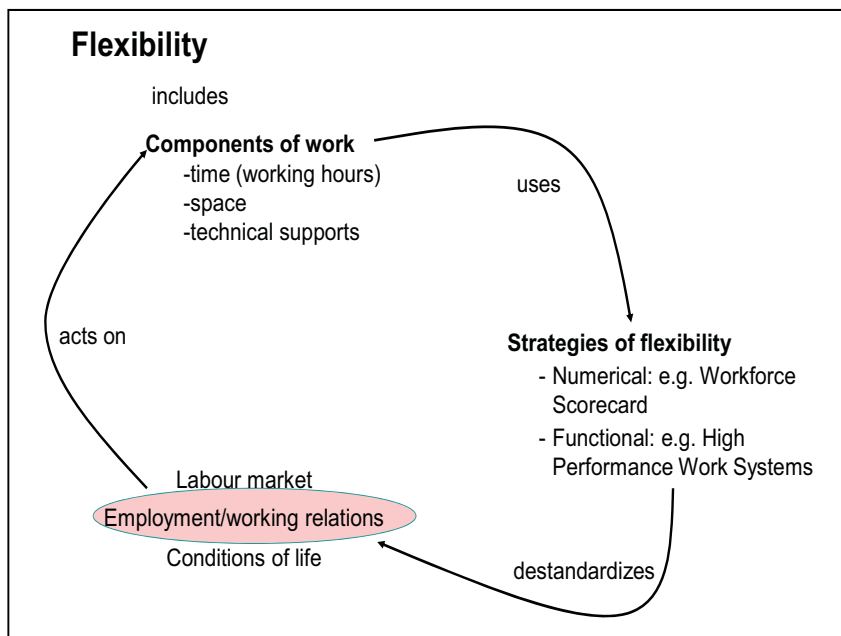 Flexibility
includes
Components of work
-time (working hours)
-space
-technical supports
uses
acts on
Strategies of flexibility
- Numerical: e.g. Workforce
Scorecard
- Functional: e.g. High
Performance Work Systems
Labour market
Employment/working relations
Conditions of life
destandardizes